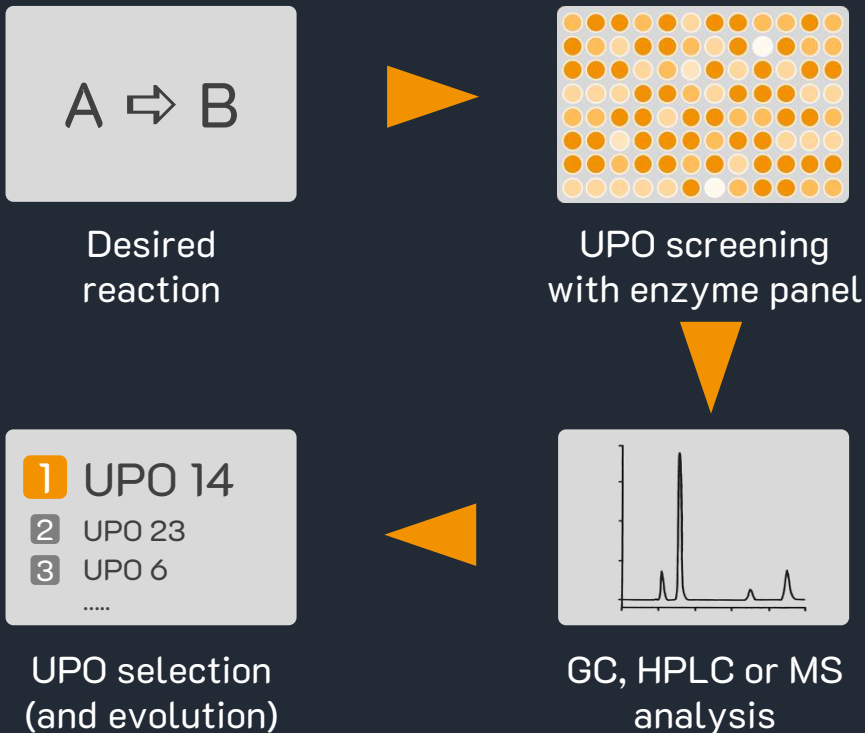 A ⇨ B
Desired
reaction
UPO screening
with enzyme panel
1 UPO 14
2 UPO 23
3 UPO 6
.....
UPO selection
(and evolution)
GC, HPLC or MS
analysis